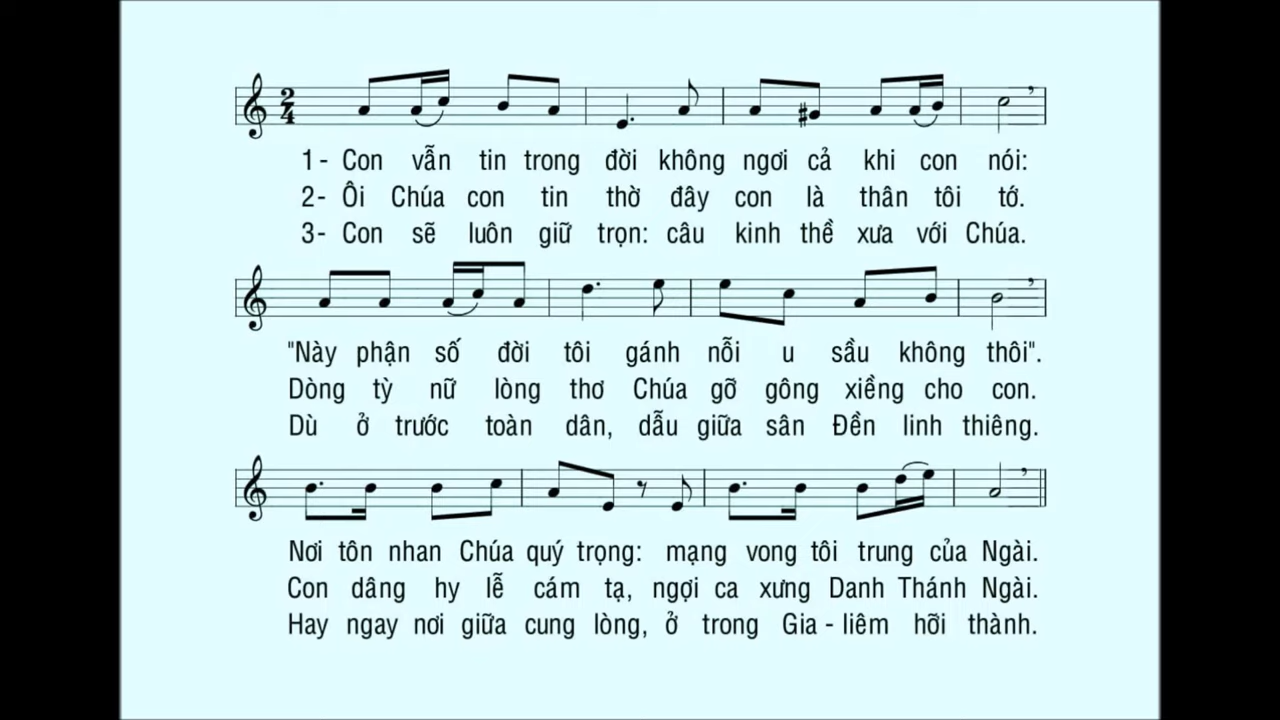 1- Con vẫn tin trong đời không ngơi cả khi con nói:
2- Ôi Chúa con tin thờ đây con là thân tôi tớ.
3- Con sẽ luôn giữ trọn: câu kinh thề xưa với Chúa.
"Này phận số đời tôi gánh nỗi u sầu không thôi".
Dòng tỳ nữ lòng thơ Chúa gỡ gông xiềng cho con.
Dù ở trước toàn dân, dẫu giữa sân Đền linh thiêng.
Nơi tôn nhan Chúa quý trọng: mạng vong tôi trung của Ngài.
Con dâng hy lễ cám tạ, ngợi ca xưng Danh Thánh Ngài.
Hay ngay nơi giữa cung lòng, ở trong Gia - liêm hỡi thành.